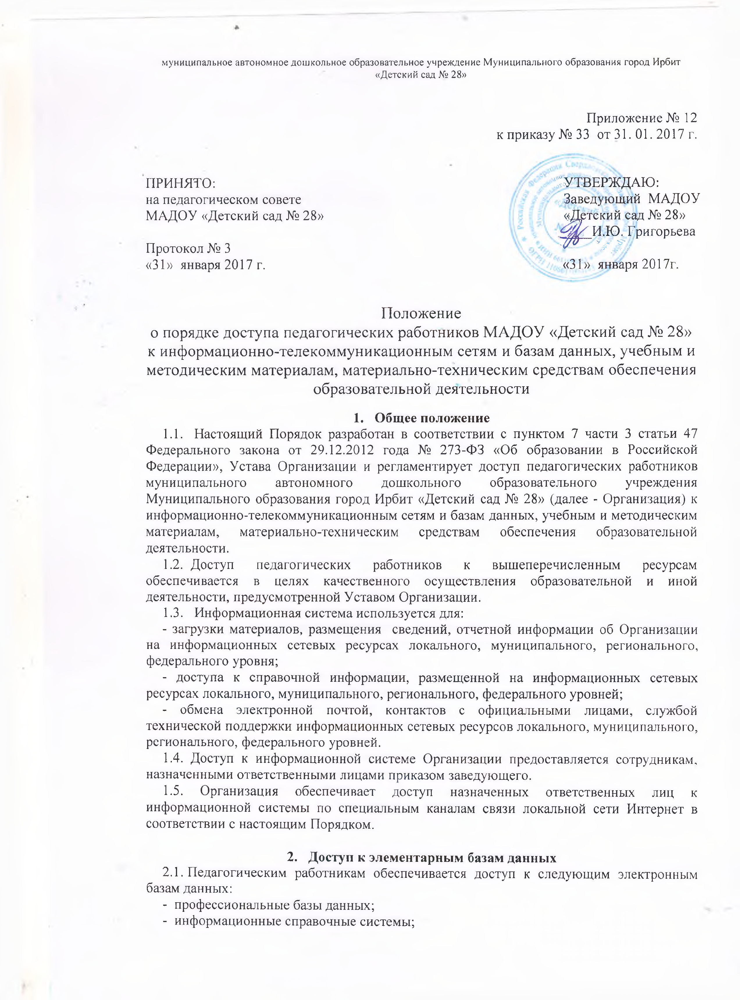 муниципальное автономное дошкольное образовательное учреждение Муниципального образования город Ирбит
«Детский сад № 28»
Приложение № 12
к приказу № 33 от 31. 01. 2017 г.
ПРИНЯТО:
на педагогическом совете
МАДОУ «Детский сад № 28»
Протокол № 3
«31» января 2017 г.
УТВЕРЖДАЮ:
Заведующий МАДОУ
«Детский сад № 28»
И.Ю. Григорьева
«31» января 2017г.
Российская Федерация
Положение
о порядке доступа педагогических работников МАДОУ «Детский сад № 28»
к информационно-телекоммуникационным сетям и базам данных, учебным и
методическим материалам, материально-техническим средствам обеспечения
образовательной деятельности
1. Общее положение
1.1. Настоящий Порядок разработан в соответствии с пунктом 7 части 3 статьи 47
Федерального закона от 29.12.2012 года № 273-ФЗ «Об образовании в Российской
Федерации», Устава Организации и регламентирует доступ педагогических работников
муниципального автономного дошкольного образовательного учреждения
Муниципального образования город Ирбит «Детский сад № 28» (далее - Организация) к
информационно-телекоммуникационным сетям и базам данных, учебным и методическим
материалам, материально-техническим средствам обеспечения образовательной
деятельности.
1.2. Доступ педагогических работников к вышеперечисленным ресурсам
обеспечивается в целях качественного осуществления образовательной и иной
деятельности, предусмотренной Уставом Организации.
1.3. Информационная система используется для:
- загрузки материалов, размещения сведений, отчетной информации об Организации
на информационных сетевых ресурсах локального, муниципального, регионального,
федерального уровня;
- доступа к справочной информации, размещенной на информационных сетевых
ресурсах локального, муниципального, регионального, федерального уровней;
- обмена электронной почтой, контактов с официальными лицами, службой
технической поддержки информационных сетевых ресурсов локального, муниципального,
регионального, федерального уровней.
1.4. Доступ к информационной системе Организации предоставляется сотрудникам,
назначенными ответственными лицами приказом заведующего.
1.5. Организация обеспечивает доступ назначенных ответственных лиц к
информационной системы по специальным каналам связи локальной сети Интернет в
соответствии с настоящим Порядком.
2. Доступ к элементарным базам данных
2.1. Педагогическим работникам обеспечивается доступ к следующим электронным
базам данных:
- профессиональные базы данных;
- информационные справочные системы;